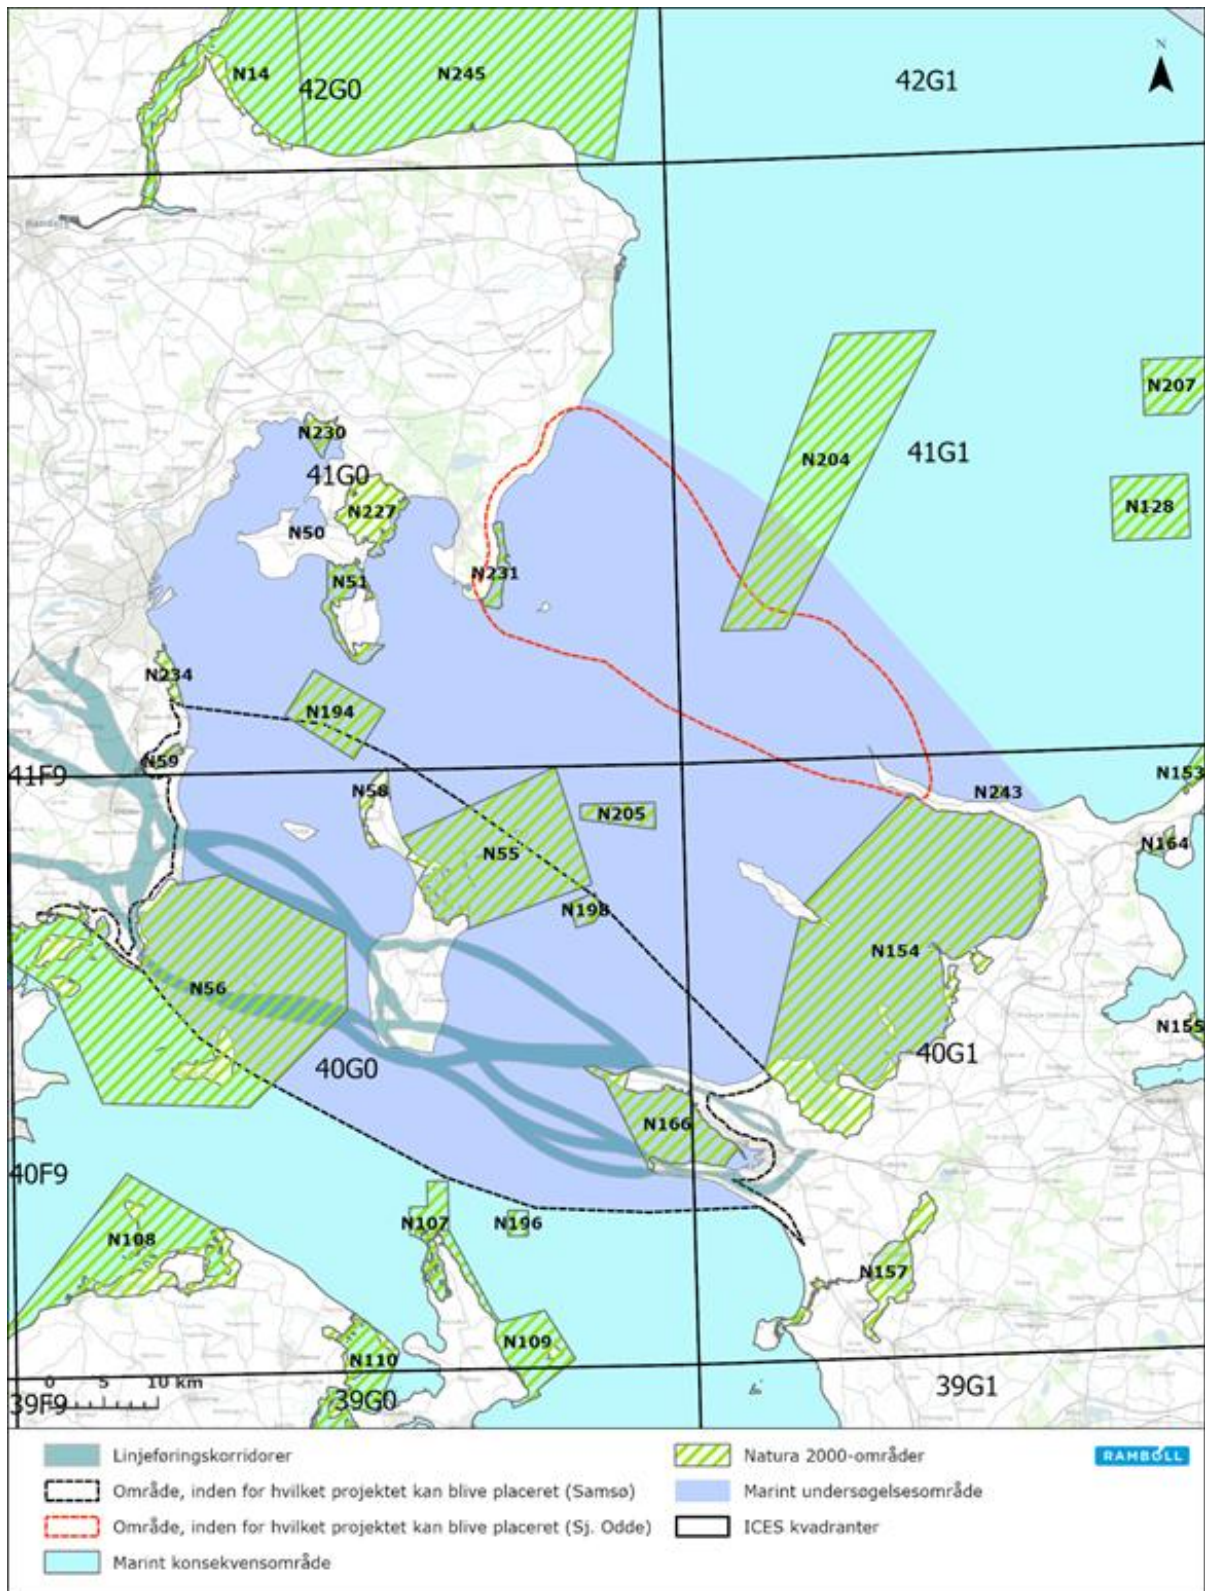 N
N14
N245
42G0
42G1
N207
N204
41G1
N230
41G0
N227
N128
N50
N51
N231
N234
N194
N59
41F9
N58
N153
N243
N205
N164
N55
N198
N154
N56
N155
40G1
40G0
N166
40F9
N107
N196
N108
N157
N109
N110
0 5 10 km
39F9
39G0
39G1
Linjeføringskorridorer
Område, inden for hvilket projektet kan blive placeret (Samsø)
Område, inden for hvilket projektet kan blive placeret (Sj. Odde)
Marint konsekvensområde
Natura 2000-områder
Marint undersøgelsesområde
ICES kvadranter
RAMBOLL